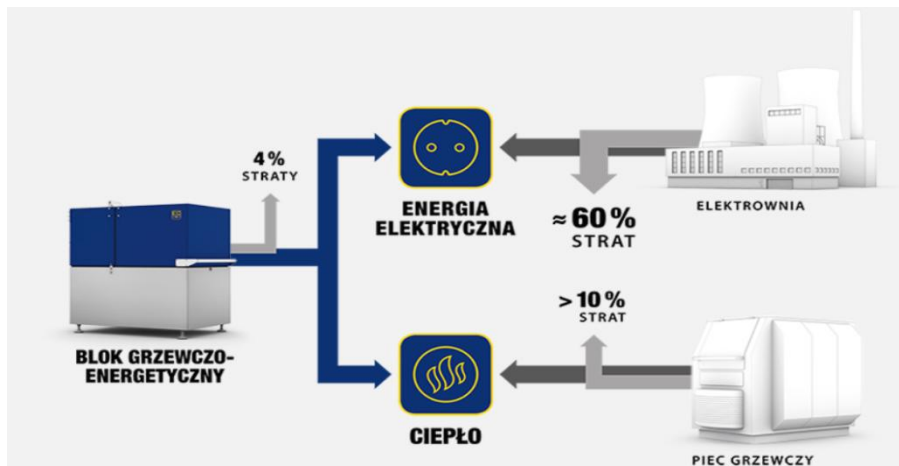 4%
STRATY
ENERGIA
ELEKTRYCZNA
≈ 60 %
STRAT
ELEKTROWNIA
BLOK GRZEWCZO-
ENERGETYCZNY
> 10 %
STRAT
CIEPŁO
PIEC GRZEWCZY